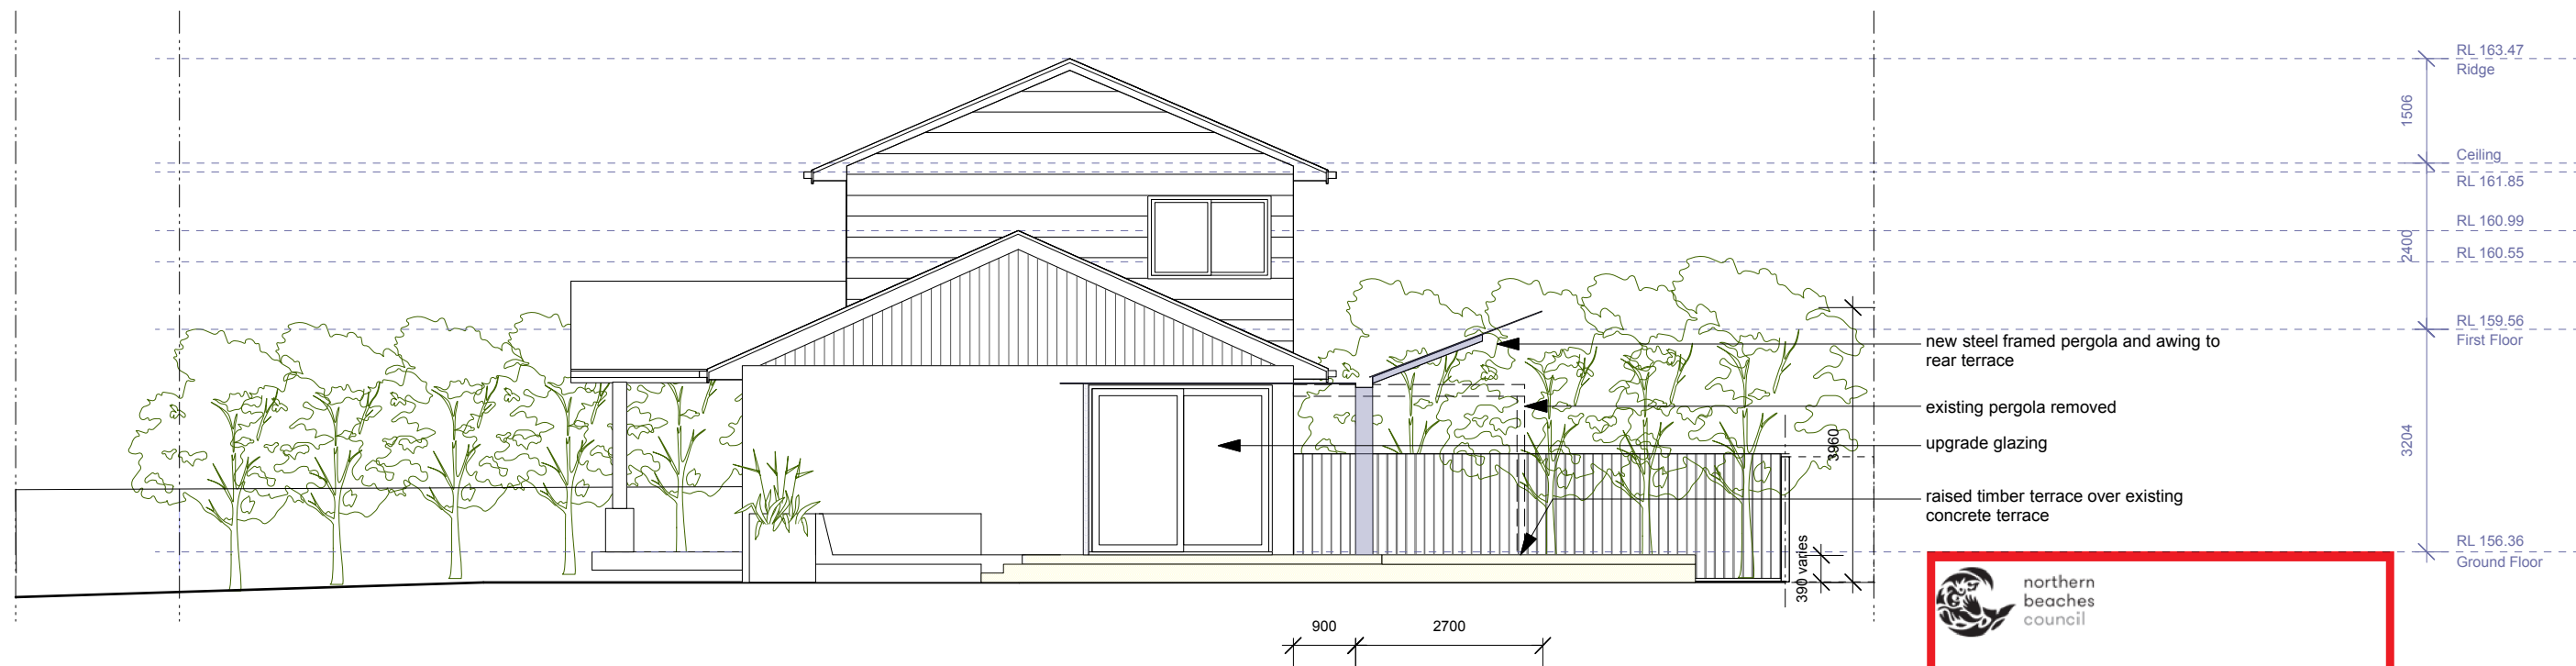 RL 163.47
Ridge
1506
Ceiling
RL 161.85
RL 160.99
2400
RL 160.55
RL 159.56
First Floor
new steel framed pergola and awing to
rear terrace
existing pergola removed
upgrade glazing
3960
3204
raised timber terrace over existing
concrete terrace
RL 156.36
Ground Floor
390 varies
900
2700
northern
beaches
council